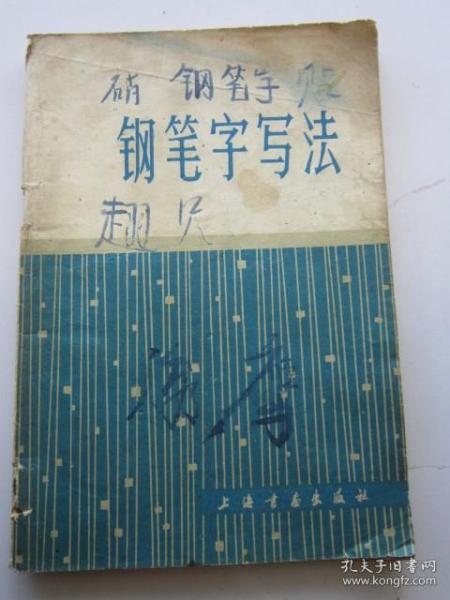 硝 钢笔字
钢笔字写法
翘
上海书画出版社
孔夫子旧书网
www.kongfz.com